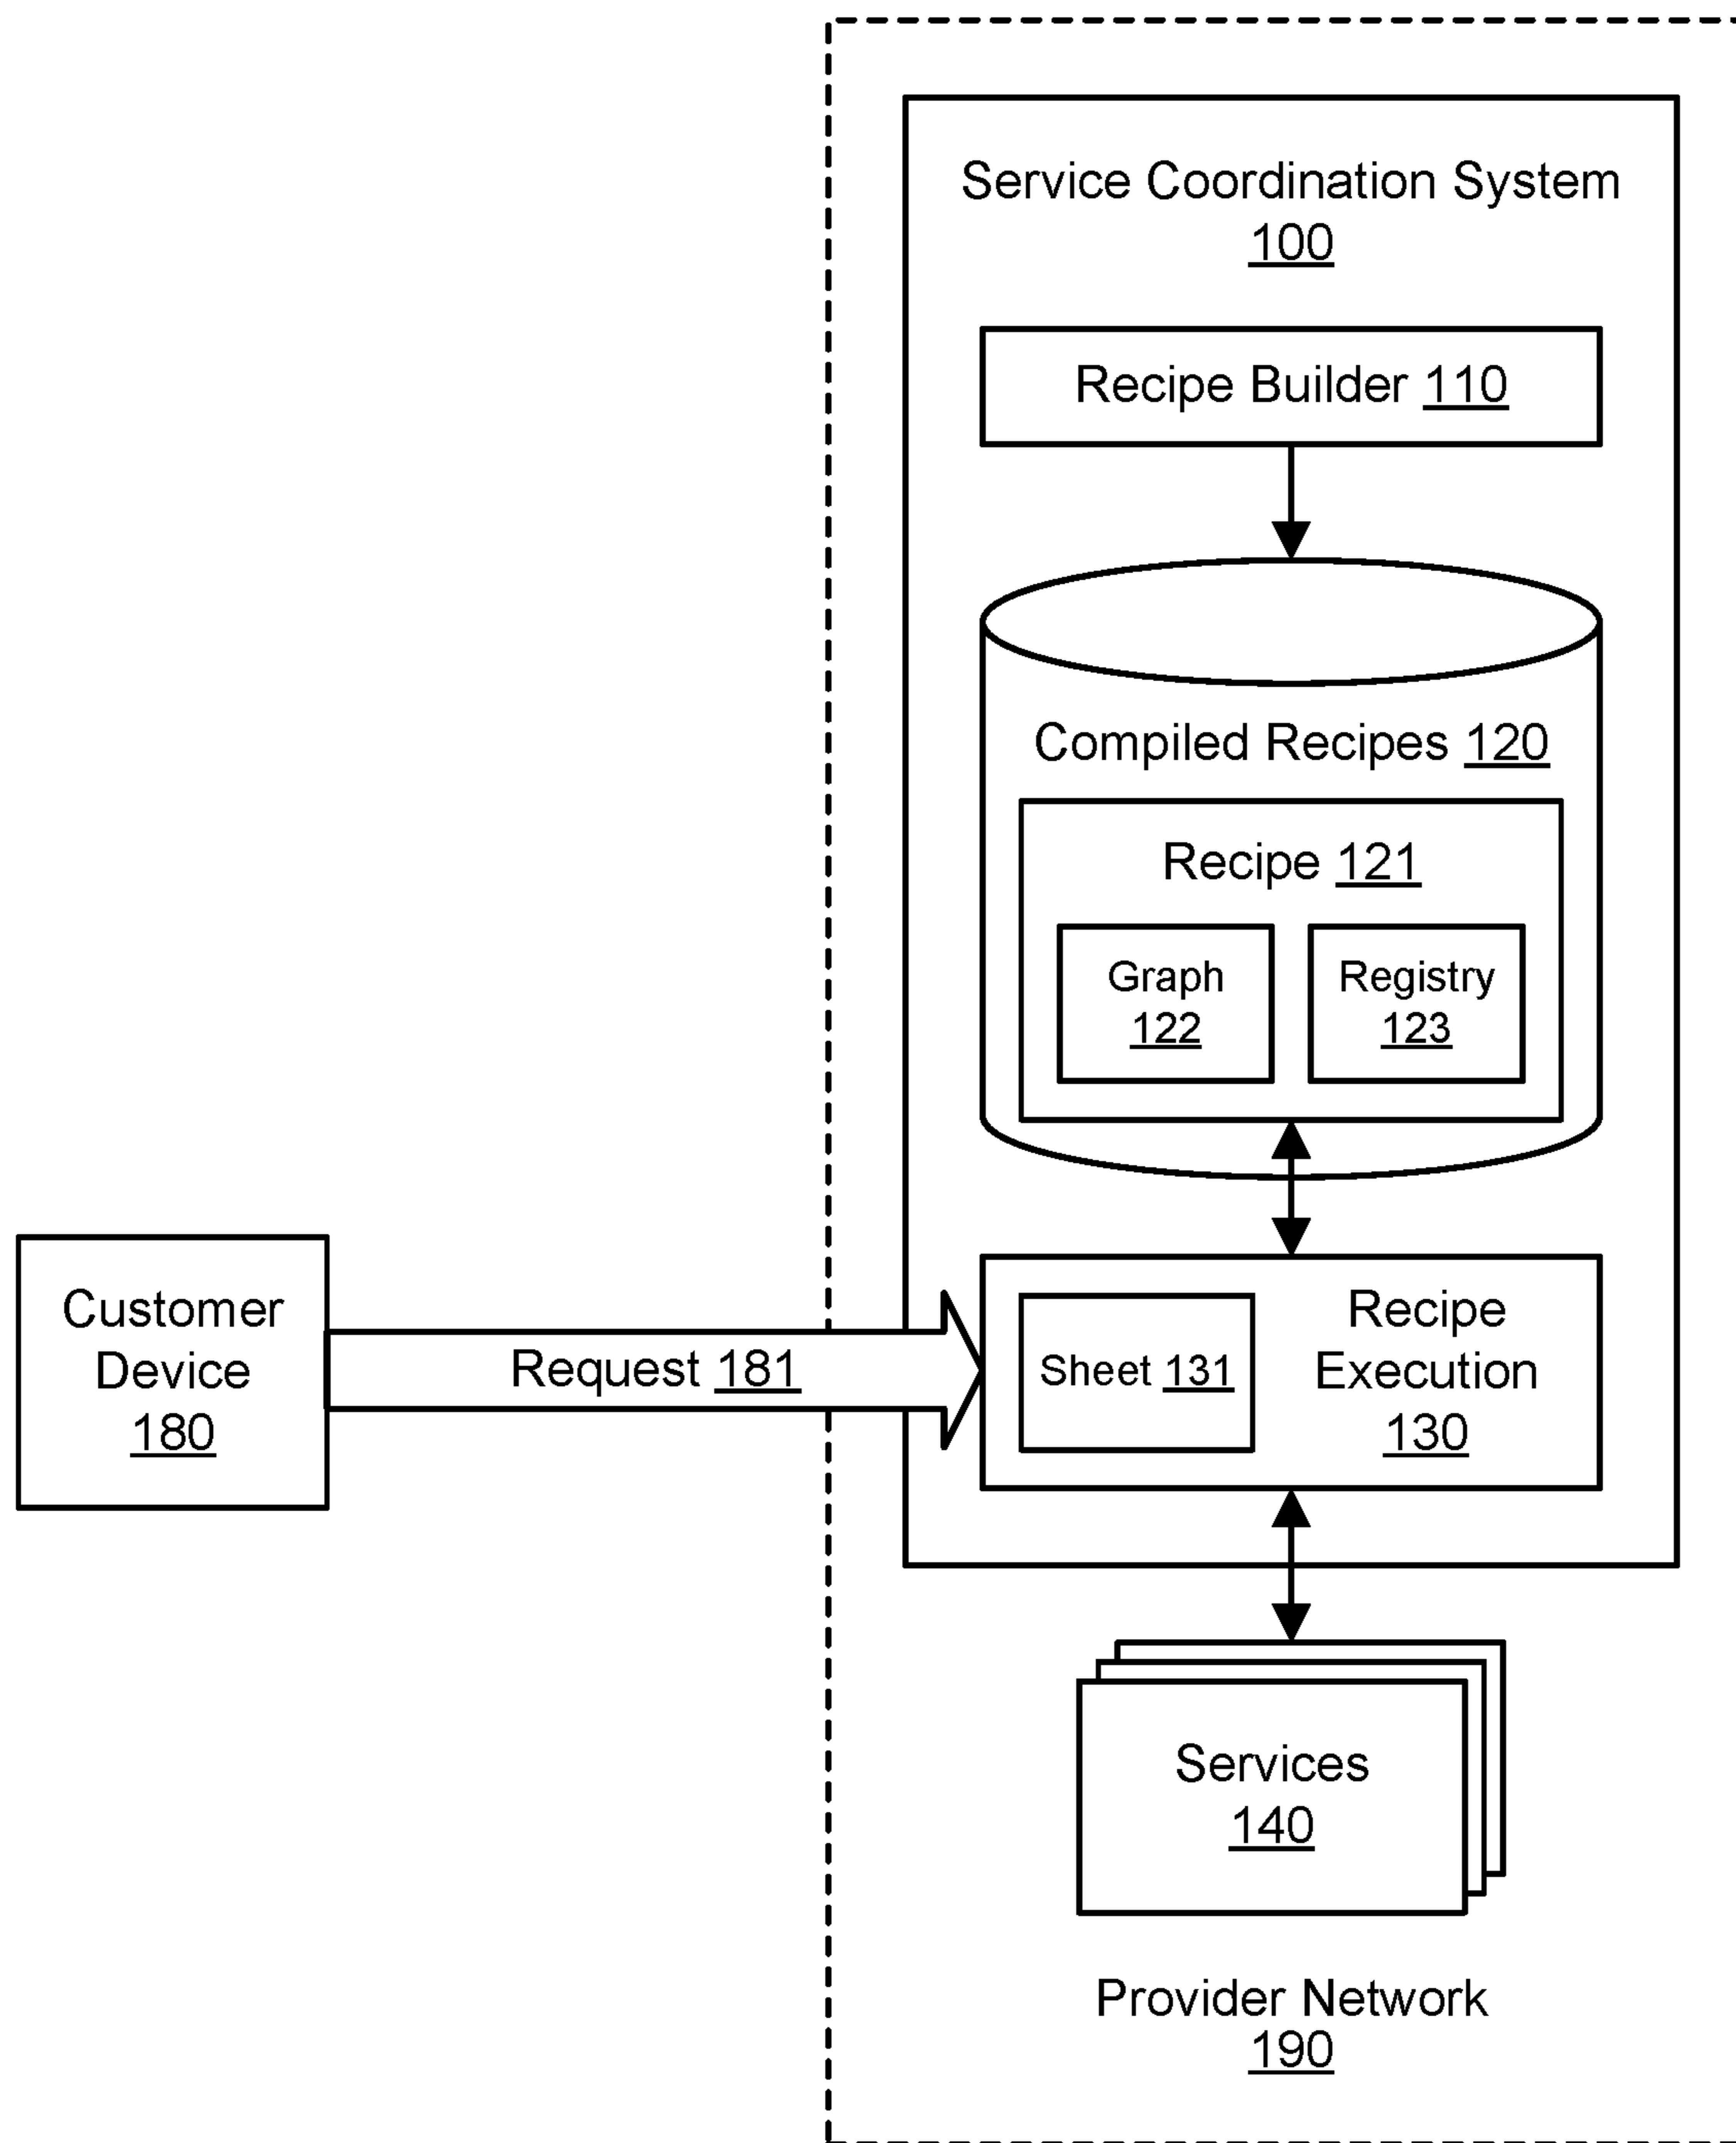 Service Coordination System
100
Recipe Builder 110
Compiled Recipes 120
Recipe 121
Graph
122
Registry
123
Customer
Device
180
Request 181
Sheet 131
Recipe
Execution
130
Services
140
Provider Network
190